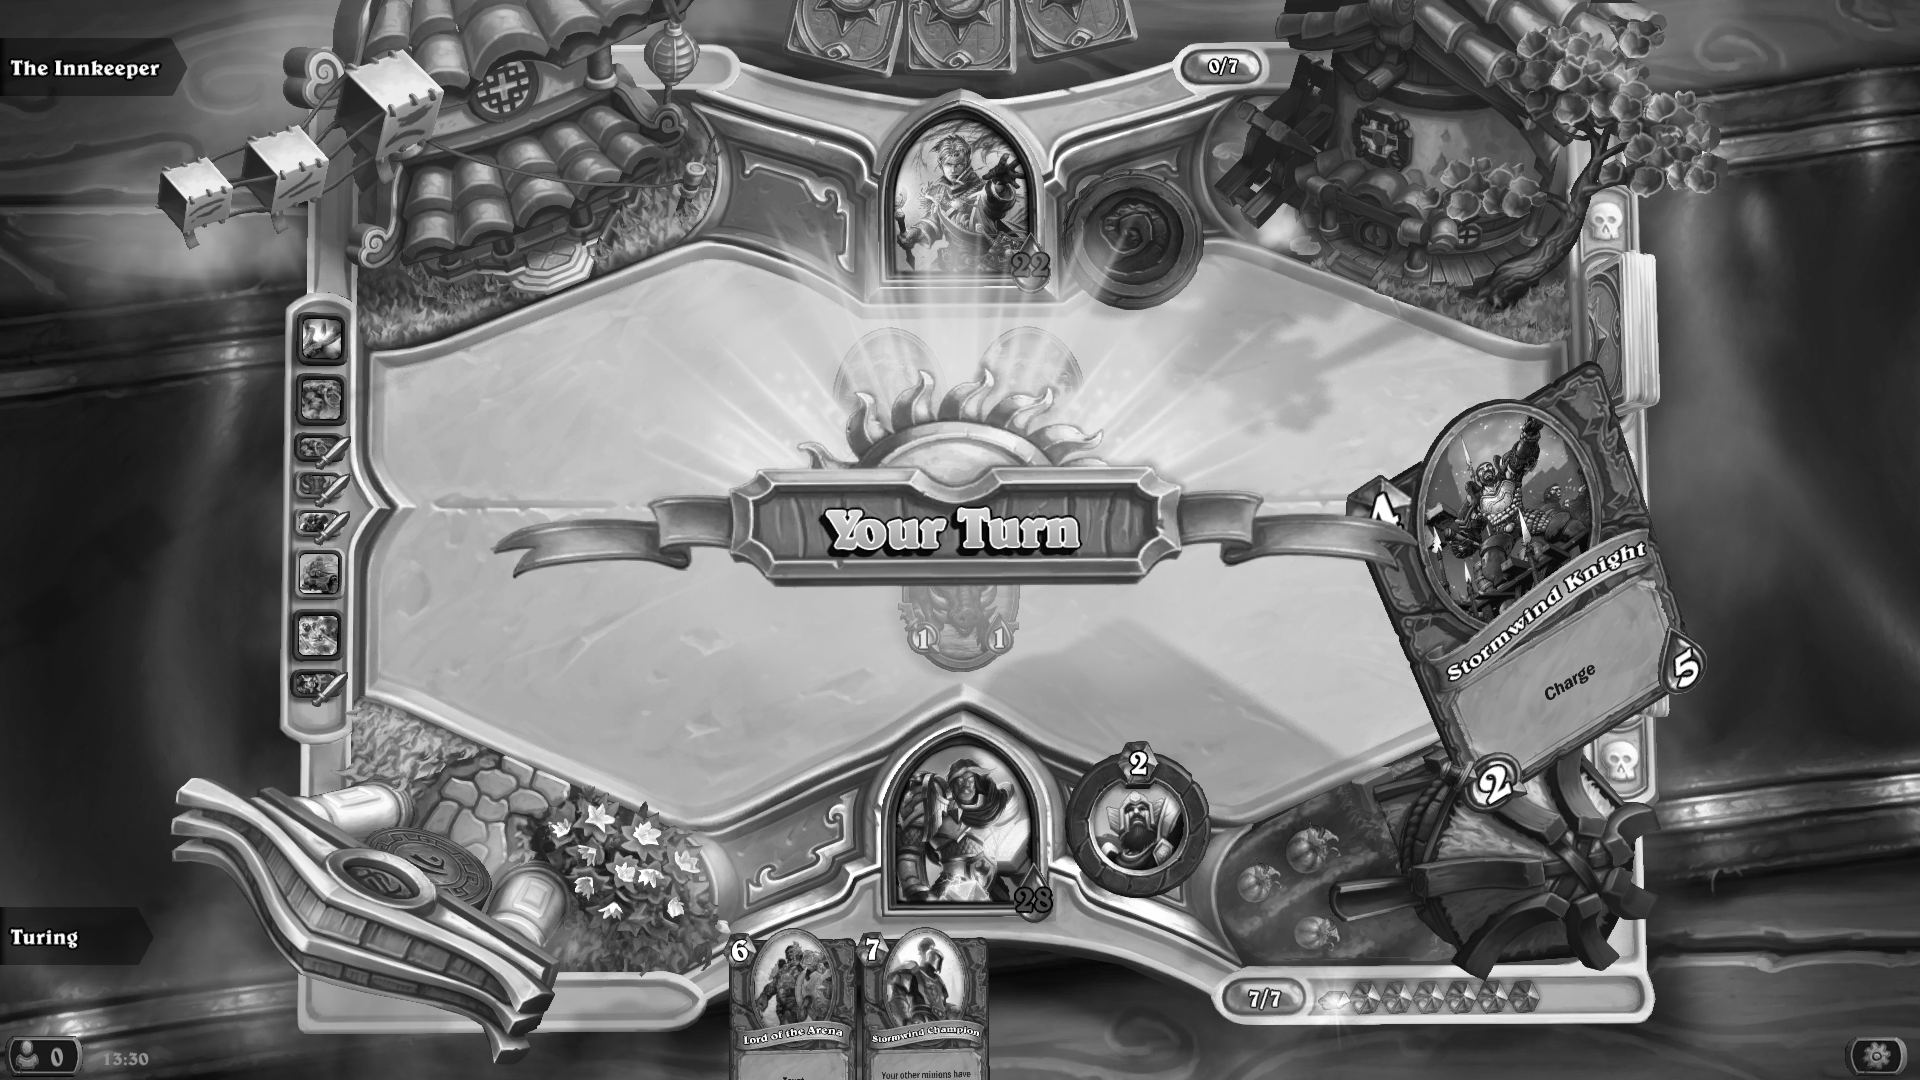 The Innkeeper
0/7
22
Your Turn
4
Stormwind Knight
Charge
2
5
1
1
2
28
Turing
6
Lord of the Arena
7
Stormwind Champion
Your other minions have
7/7
0
13:30